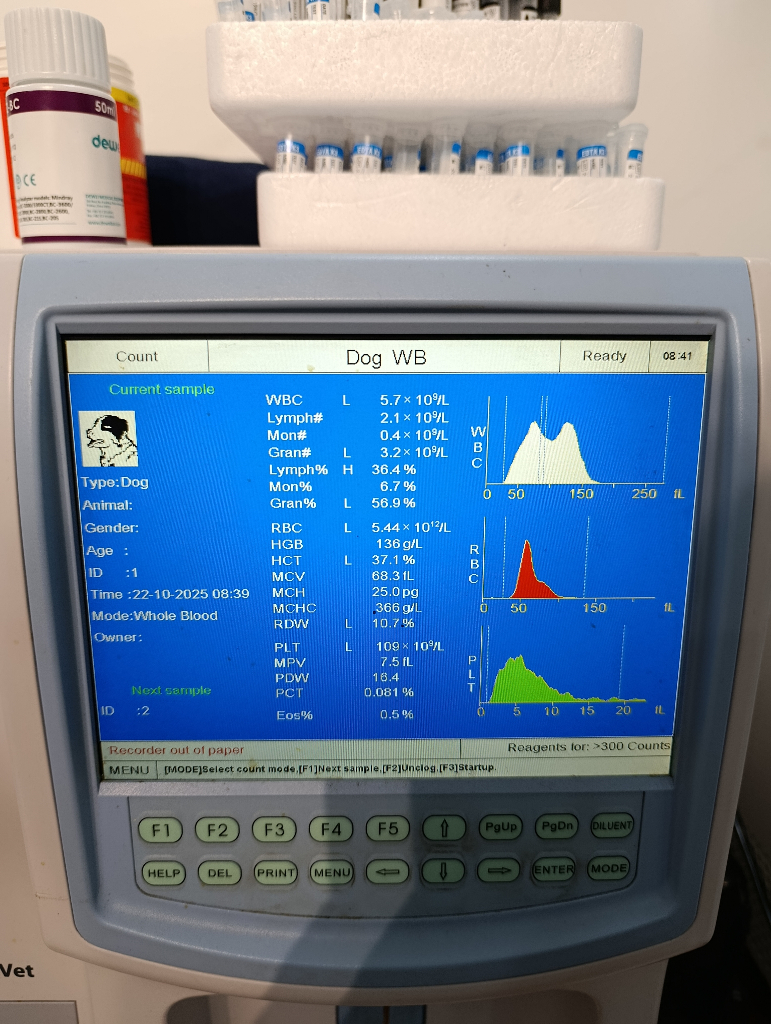 BC 50m
dew
CE
Count Dog WB Ready 08:41
Current sample
WBC L 5.7 × 10⁹/L
Lymph# 2.1 × 10⁹/L
Mon# 0.4 × 10⁹/L
Gran# L 3.2 × 10⁹/L
Lymph% H 36.4 %
Mon% 6.7 %
Gran% L 56.9 %
RBC L 5.44 × 10¹²/L
HGB 136 g/L
HCT L 37.1 %
MCV 68.3 fL
MCH 25.0 pg
MCHC 366 g/L
RDW L 10.7 %
PLT L 109 × 10⁹/L
MPV 7.5 fL
PDW 16.4
PCT 0.081 %
Eos% 0.5 %
Type:Dog
Animal:
Gender:
Age :
ID :1
Time :22-10-2025 08:39
Mode:Whole Blood
Owner:
Next sample
ID :2
WBC
0 50 150 250 fL
RBC
0 50 150 fL
PLT
0 5 10 15 20 fL
Recorder out of paper Reagents for: >300 Counts
MENU [MODE]Select count mode,[F1]Next sample,[F2]Unclog,[F3]Startup.
F1 F2 F3 F4 F5 ⇧ PgUp PgDn DILUENT
HELP DEL PRINT MENU ⇦ ⇩ ⇨ ENTER MODE
Vet